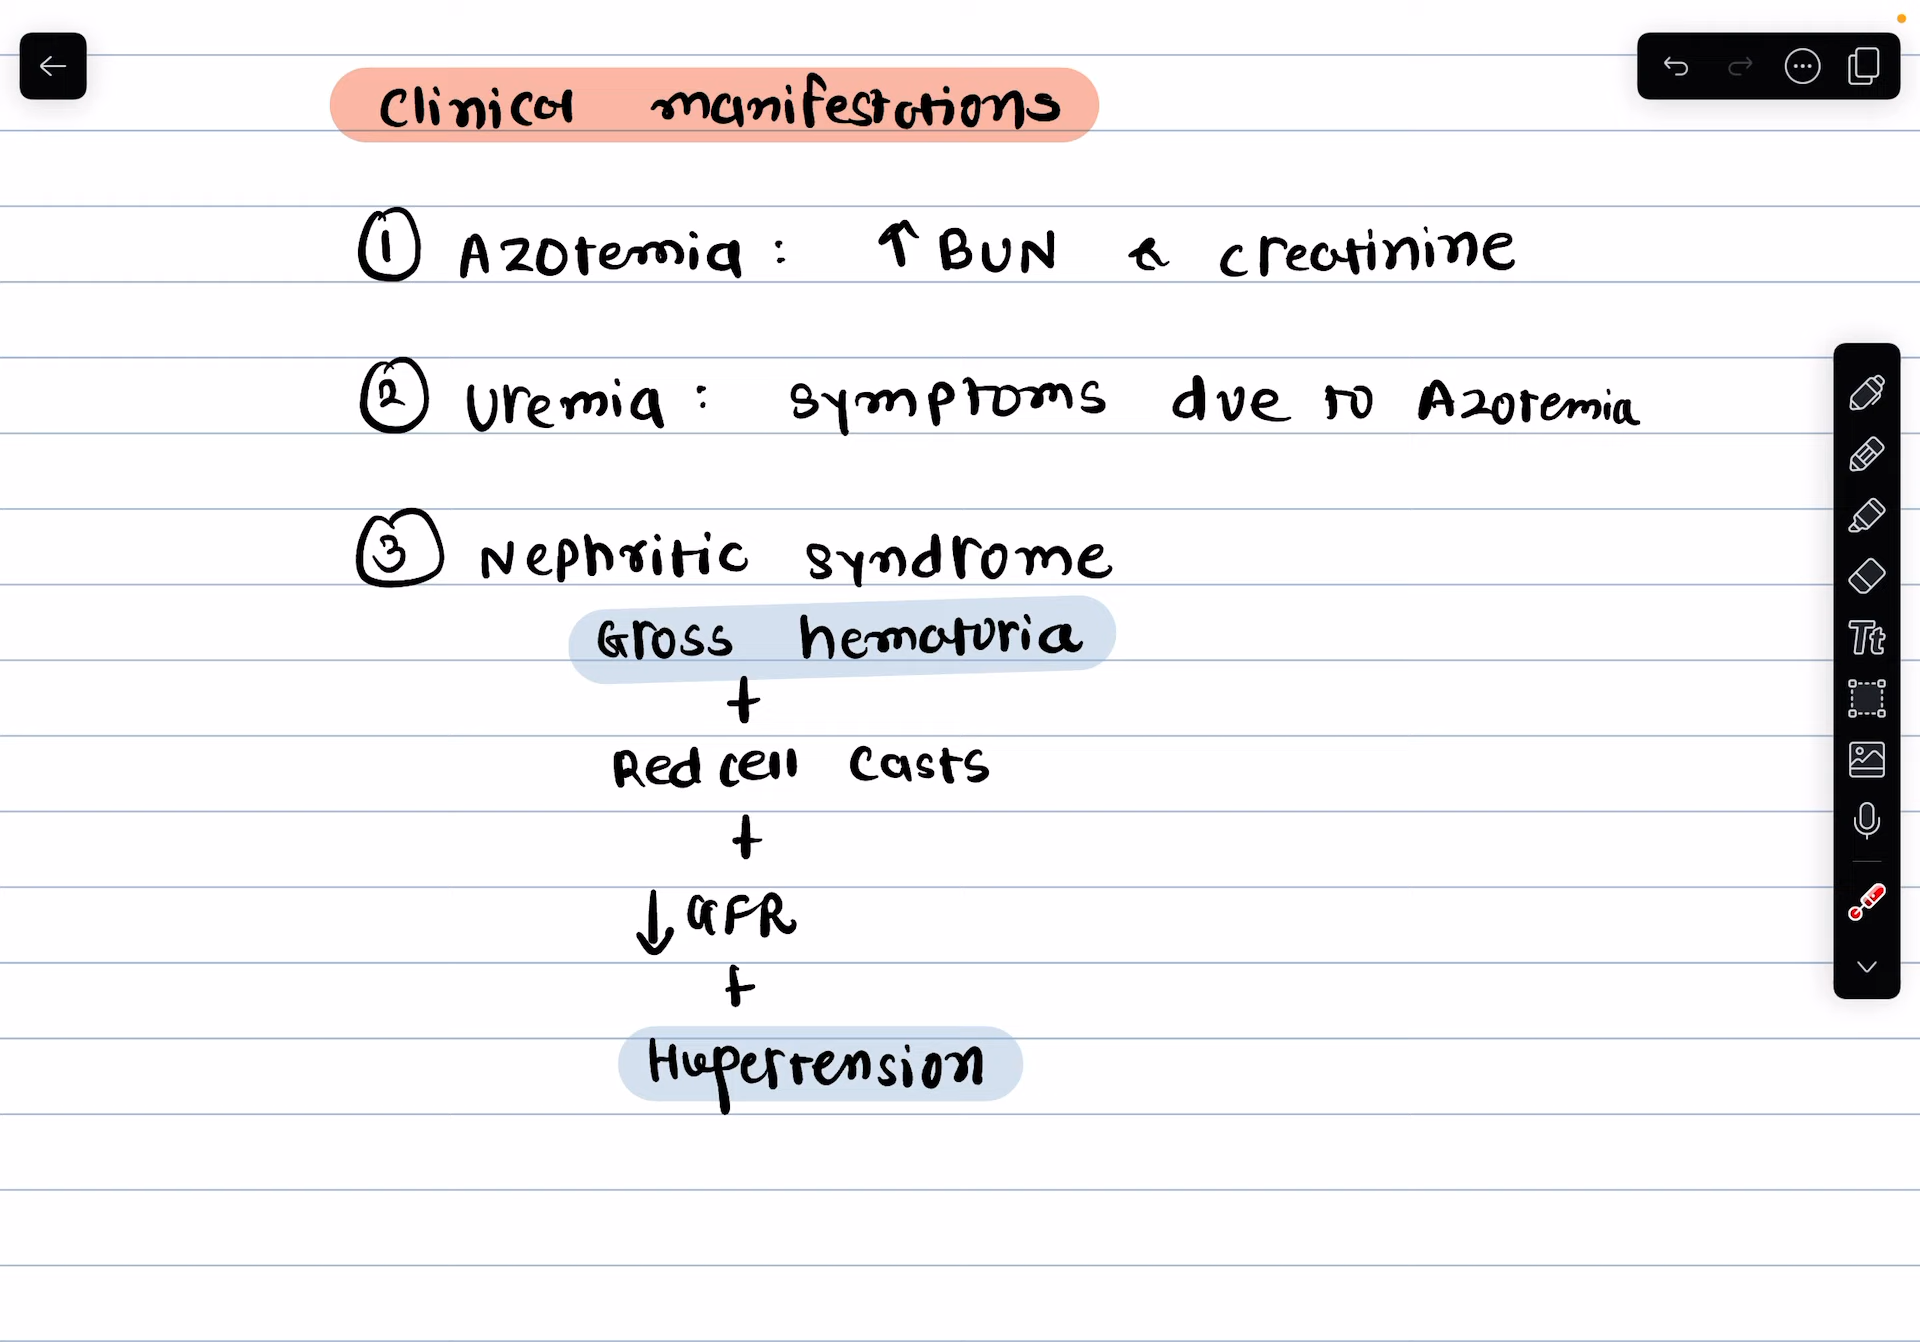 Clinical manifestations
① Azotemia : ↑ BUN & creatinine
② Uremia : symptoms due to Azotemia
③ Nephritic syndrome
Gross hematuria
+
Red cell casts
+
↓ GFR
+
Hypertension
Tt